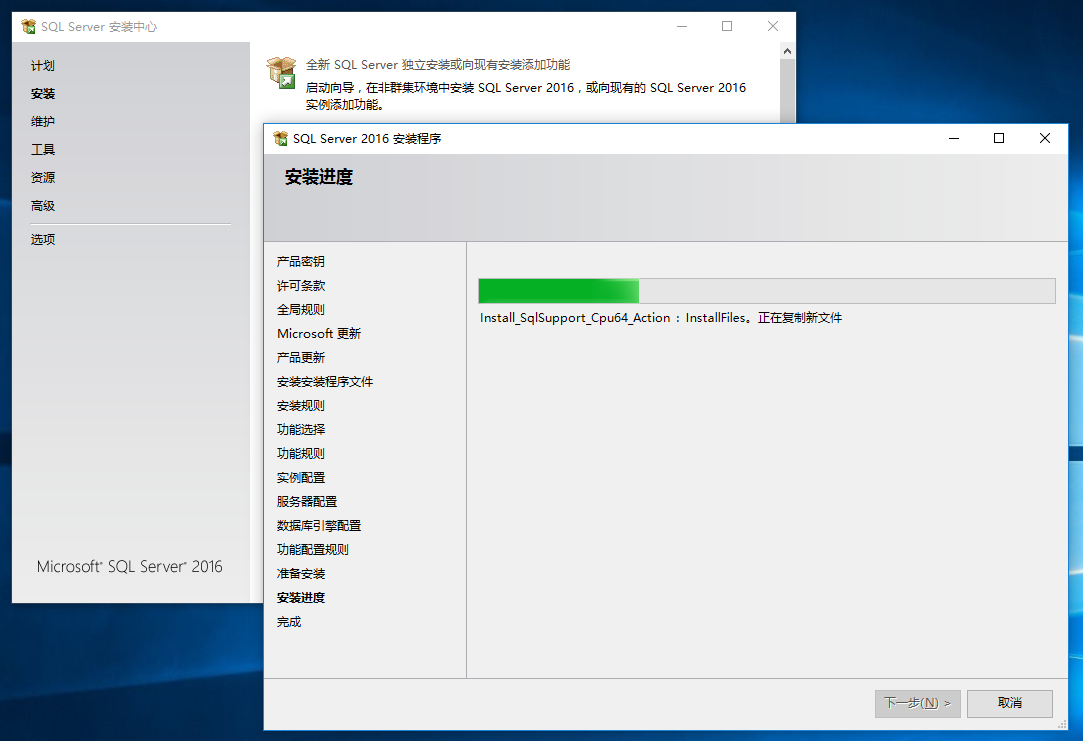 SQL Server 安装中心
计划
安装
维护
工具
资源
高级
选项
Microsoft® SQL Server® 2016
全新 SQL Server 独立安装或向现有安装添加功能
启动向导，在非群集环境中安装 SQL Server 2016，或向现有的 SQL Server 2016
实例添加功能。
SQL Server 2016 安装程序
安装进度
产品密钥
许可条款
全局规则
Microsoft 更新
产品更新
安装安装程序文件
安装规则
功能选择
功能规则
实例配置
服务器配置
数据库引擎配置
功能配置规则
准备安装
安装进度
完成
Install_SqlSupport_Cpu64_Action : InstallFiles。正在复制新文件
下一步(N) >
取消